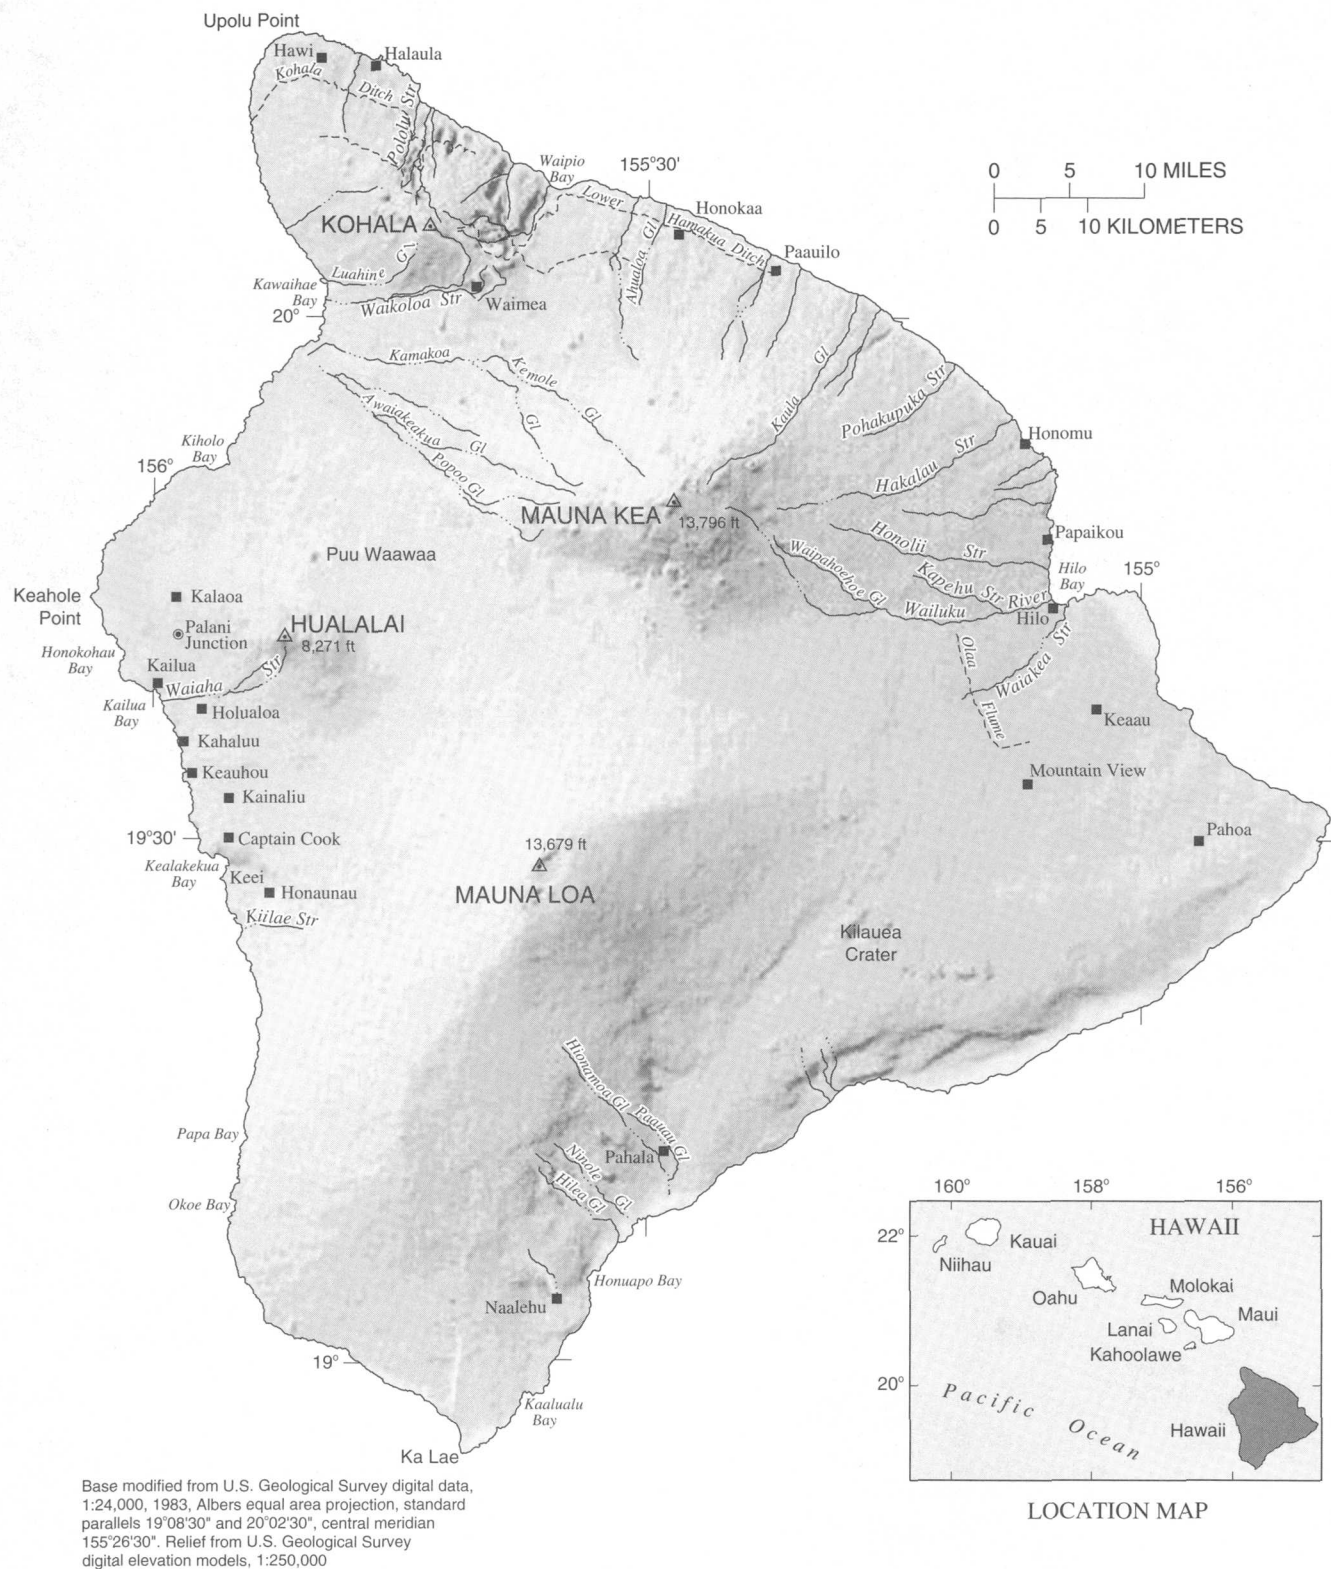 Upolu Point
Hawi
Halaula
Kohala
Ditch
Pololu Str
Waipio
Bay
155°30'
0 5 10 MILES
0 5 10 KILOMETERS
Lower
Hamakua Ditch
Honokaa
KOHALA
Ahualoa Gl
Paauilo
Luahine Gl
Kawaihae
Bay
Waikoloa Str
Waimea
20°
Kamakoa
Gl
Kemole
Gl
Kaula
Gl
Pohakupuka Str
Awaiakeakua
Gl
Popoo Gl
Kiholo
Bay
Honomu
Hakalau Str
156°
MAUNA KEA
13,796 ft
Honolii Str
Papaikou
Puu Waawaa
Waipahoehoe Gl
Kapehu Str
Hilo
Bay
155°
Keahole
Point
Kalaoa
Wailuku River
Hilo
HUALALAI
8,271 ft
Palani
Junction
Honokohau
Bay
Olaa
Flume
Waiakea Str
Kailua
Waiaha Str
Kailua
Bay
Holualoa
Keaau
Kahaluu
Keauhou
Mountain View
Kainaliu
19°30'
Captain Cook
13,679 ft
MAUNA LOA
Pahoa
Kealakekua
Bay
Keei
Honaunau
Kiilae Str
Kilauea
Crater
Hionamoa Gl
Paauau Gl
Papa Bay
Pahala
Ninole Gl
Hilea Gl
Okoe Bay
Honuapo Bay
Naalehu
19°
Kaalualu
Bay
Ka Lae
160° 158° 156°
22°
HAWAII
Kauai
Niihau
Oahu
Molokai
Maui
Lanai
Kahoolawe
20°
Pacific Ocean
Hawaii
LOCATION MAP
Base modified from U.S. Geological Survey digital data,
1:24,000, 1983, Albers equal area projection, standard
parallels 19°08'30" and 20°02'30", central meridian
155°26'30". Relief from U.S. Geological Survey
digital elevation models, 1:250,000